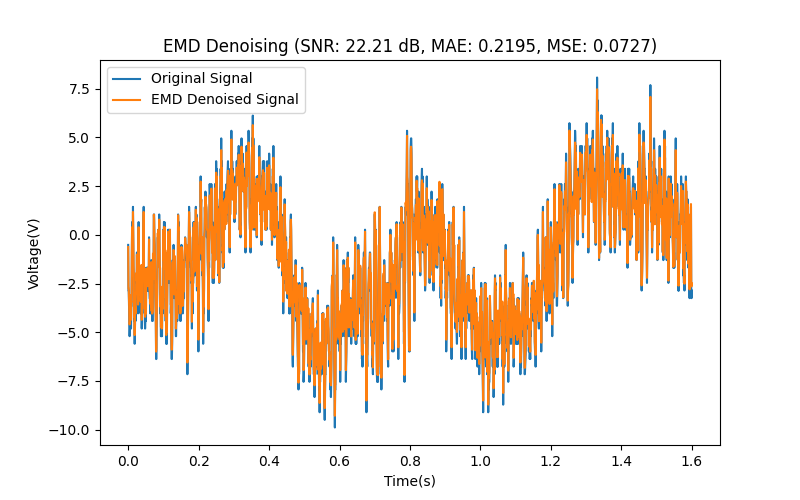 EMD Denoising (SNR: 22.21 dB, MAE: 0.2195, MSE: 0.0727)
Original Signal
EMD Denoised Signal
7.5
5.0
2.5
0.0
−2.5
−5.0
−7.5
−10.0
Voltage(V)
0.0 0.2 0.4 0.6 0.8 1.0 1.2 1.4 1.6
Time(s)